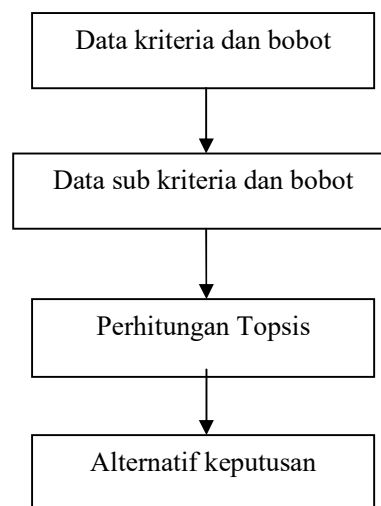 Data kriteria dan bobot
Data sub kriteria dan bobot
Perhitungan Topsis
Alternatif keputusan